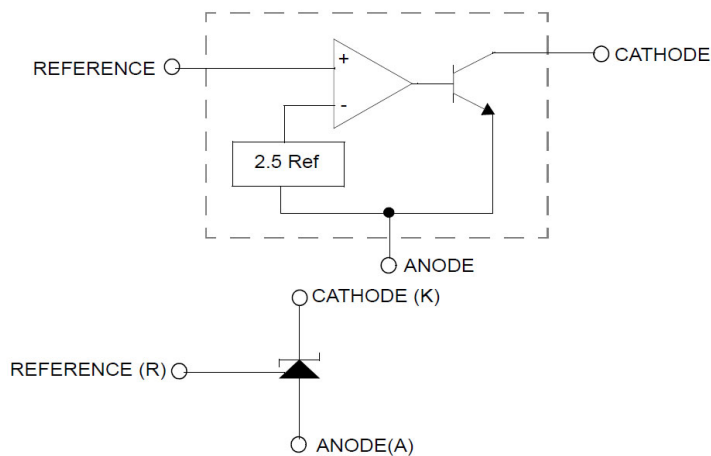 REFERENCE
+
-
CATHODE
2.5 Ref
ANODE
CATHODE (K)
REFERENCE (R)
ANODE(A)